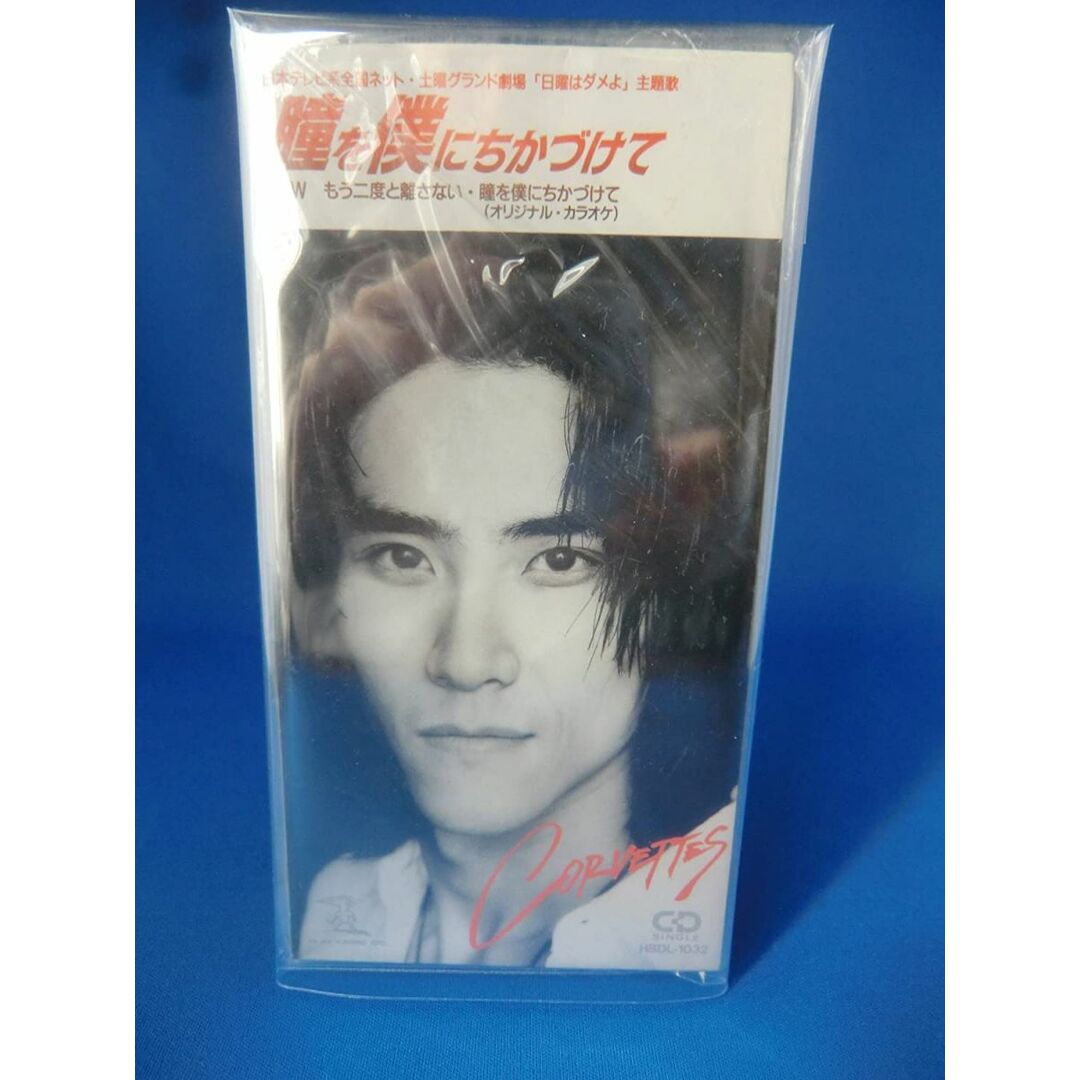 日本テレビ系全国ネット・土曜グランド劇場「日曜はダメよ」主題歌
瞳を僕にちかづけて
W もう二度と離さない・瞳を僕にちかづけて
(オリジナル・カラオケ)
CORVETTES
CD
SINGLE
HBDL-1032